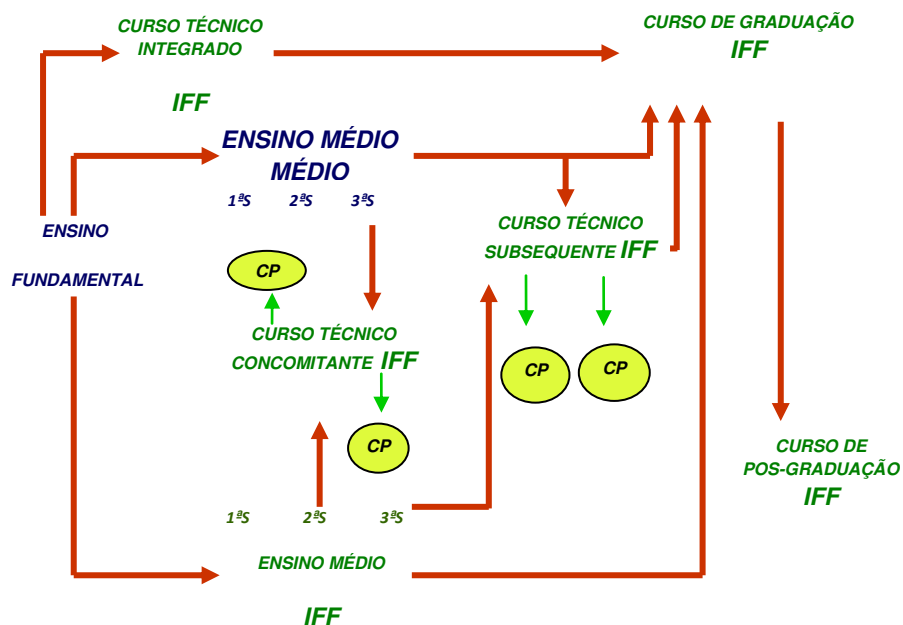 CURSO TÉCNICO
INTEGRADO
IFF
CURSO DE GRADUAÇÃO
IFF
ENSINO MÉDIO
MÉDIO
1ªS 2ªS 3ªS
ENSINO
FUNDAMENTAL
CURSO TÉCNICO
SUBSEQUENTE IFF
CP
CURSO TÉCNICO
CONCOMITANTE IFF
CP
CP
CP
CURSO DE
POS-GRADUAÇÃO
IFF
1ªS 2ªS 3ªS
ENSINO MÉDIO
IFF